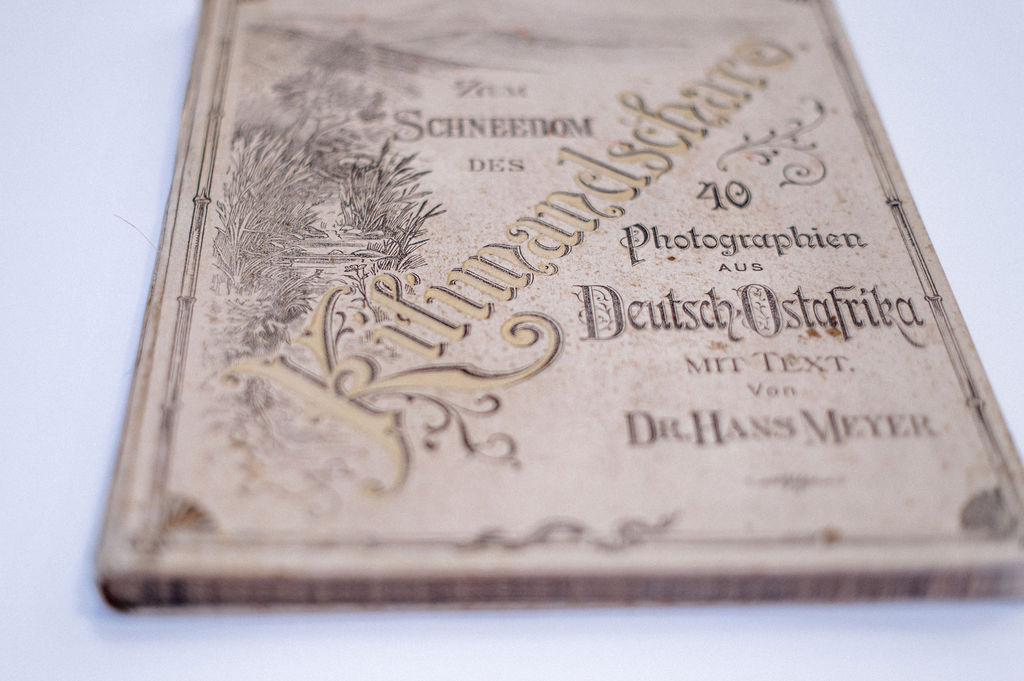 Zum
SCHNEEDOM
DES
Kilimandscharo.
40
Photographien
AUS
Deutsch-Ostafrika
MIT TEXT.
Von
DR. HANS MEYER